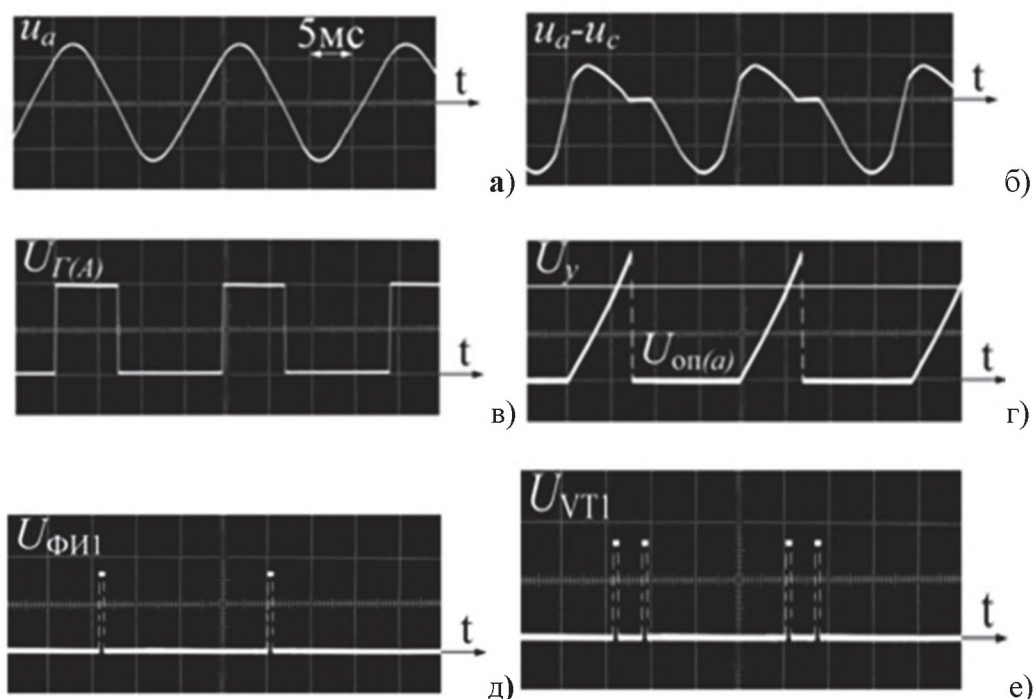 u_a
5мс
t
а)
u_a-u_c
t
б)
U_Г(А)
t
в)
U_у
U_оп(а)
t
г)
U_ФИ1
t
д)
U_VT1
t
е)